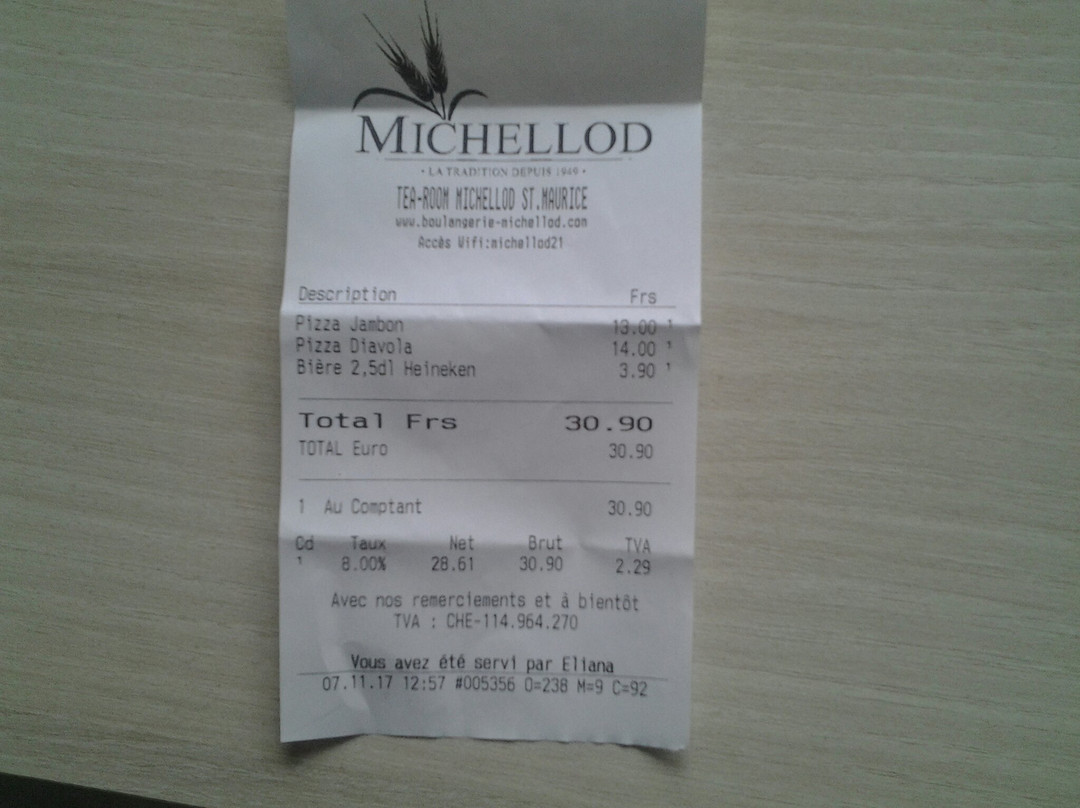 MICHELLOD
· LA TRADITION DEPUIS 1949 ·
TEA-ROOM MICHELLOD ST.MAURICE
www.boulangerie-michellod.com
Accès Wifi:michellod21
Description Frs
Pizza Jambon 13.00 1
Pizza Diavola 14.00 1
Bière 2,5dl Heineken 3.90 1
Total Frs 30.90
TOTAL Euro 30.90
1 Au Comptant 30.90
Cd Taux Net Brut TVA
1 8.00% 28.61 30.90 2.29
Avec nos remerciements et à bientôt
TVA : CHE-114.964.270
Vous avez été servi par Eliana
07.11.17 12:57 #005356 O=238 M=9 C=92